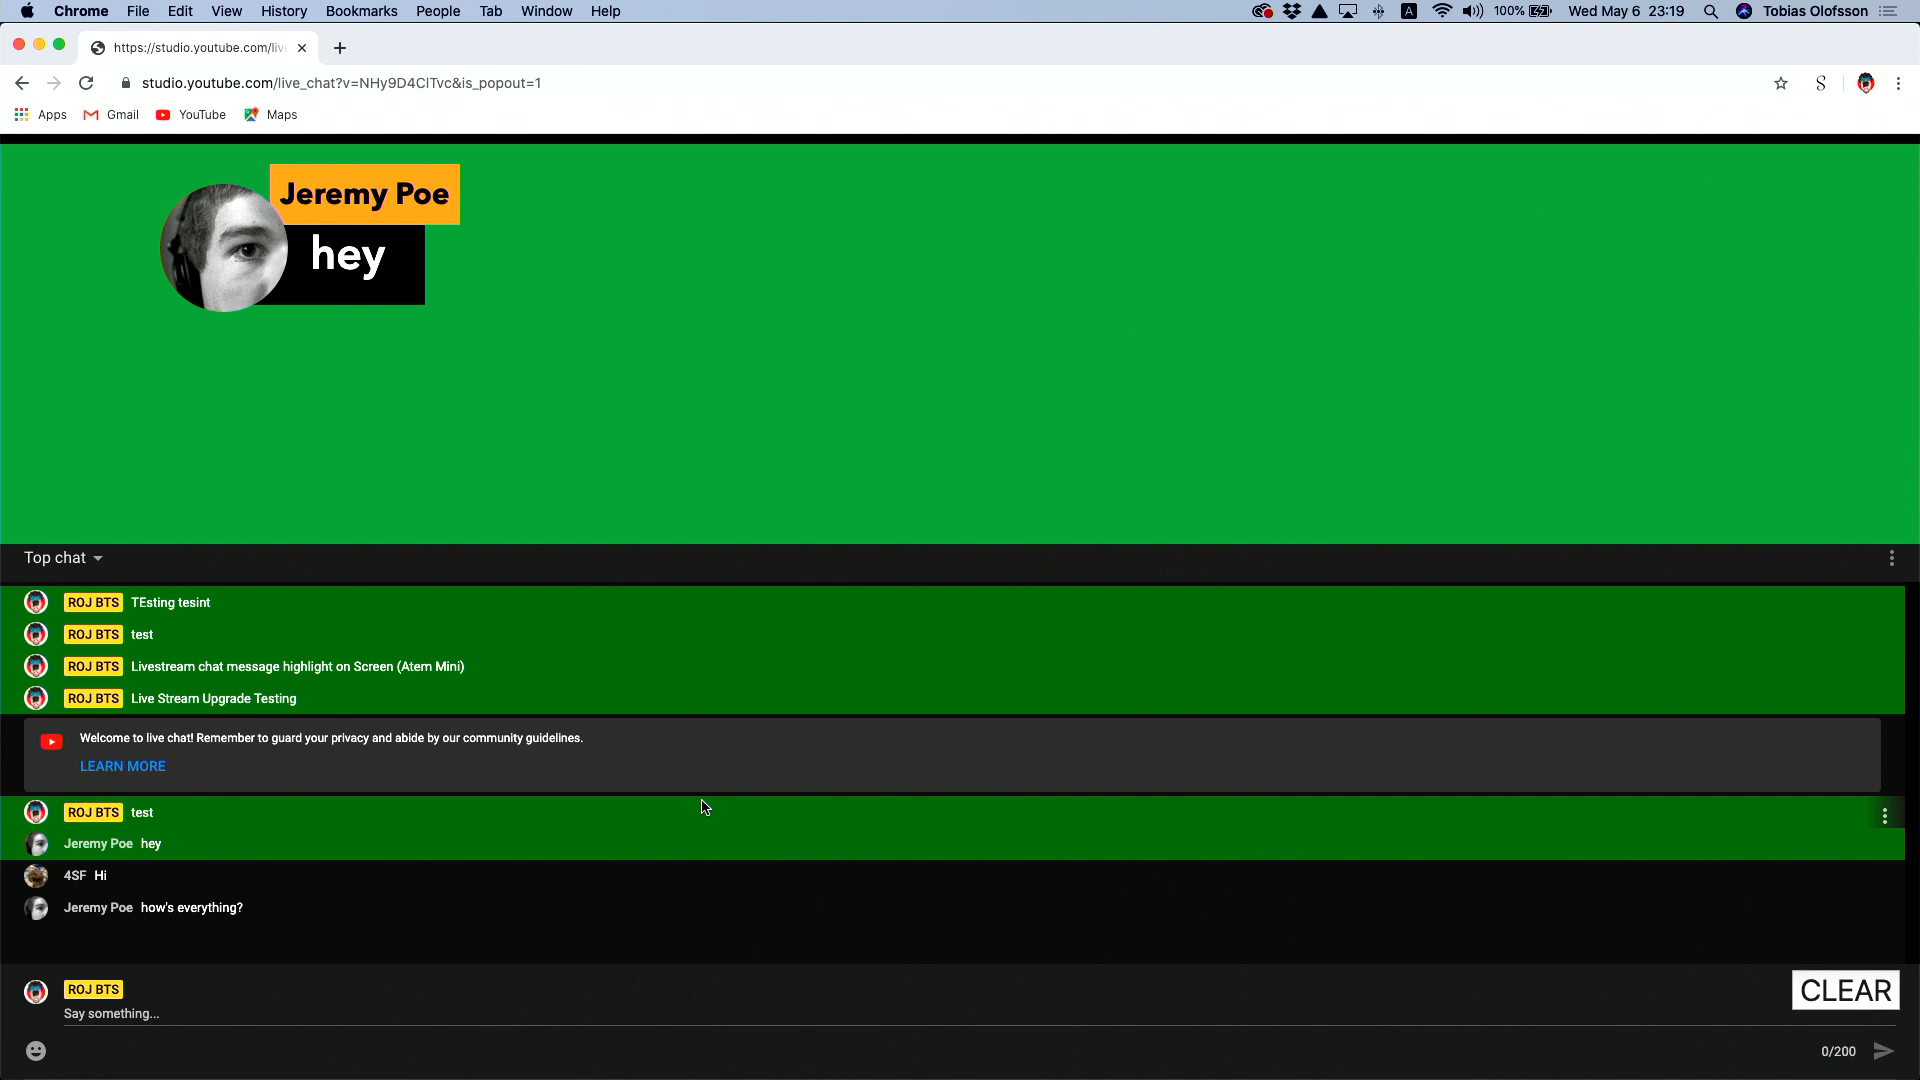 Chrome File Edit View History Bookmarks People Tab Window Help
A 100% Wed May 6 23:19 Tobias Olofsson
https://studio.youtube.com/liv
studio.youtube.com/live_chat?v=NHy9D4ClTvc&is_popout=1
Apps Gmail YouTube Maps
Jeremy Poe
hey
Top chat
ROJ BTS TEsting tesint
ROJ BTS test
ROJ BTS Livestream chat message highlight on Screen (Atem Mini)
ROJ BTS Live Stream Upgrade Testing
Welcome to live chat! Remember to guard your privacy and abide by our community guidelines.
LEARN MORE
ROJ BTS test
Jeremy Poe hey
4SF Hi
Jeremy Poe how's everything?
ROJ BTS
CLEAR
Say something...
0/200